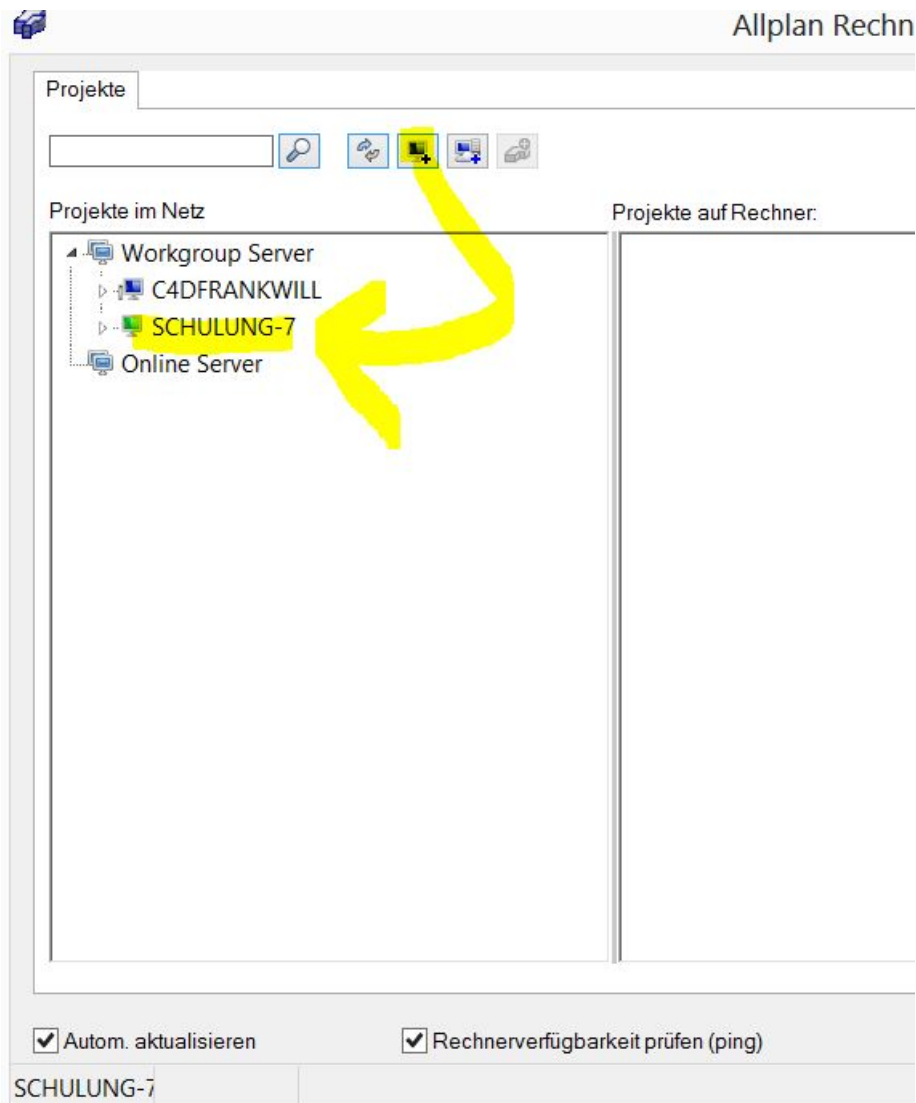 Allplan Rechn
Projekte
Projekte im Netz
Projekte auf Rechner:
Workgroup Server
C4DFRANKWILL
SCHULUNG-7
Online Server
Autom. aktualisieren
Rechnerverfügbarkeit prüfen (ping)
SCHULUNG-7